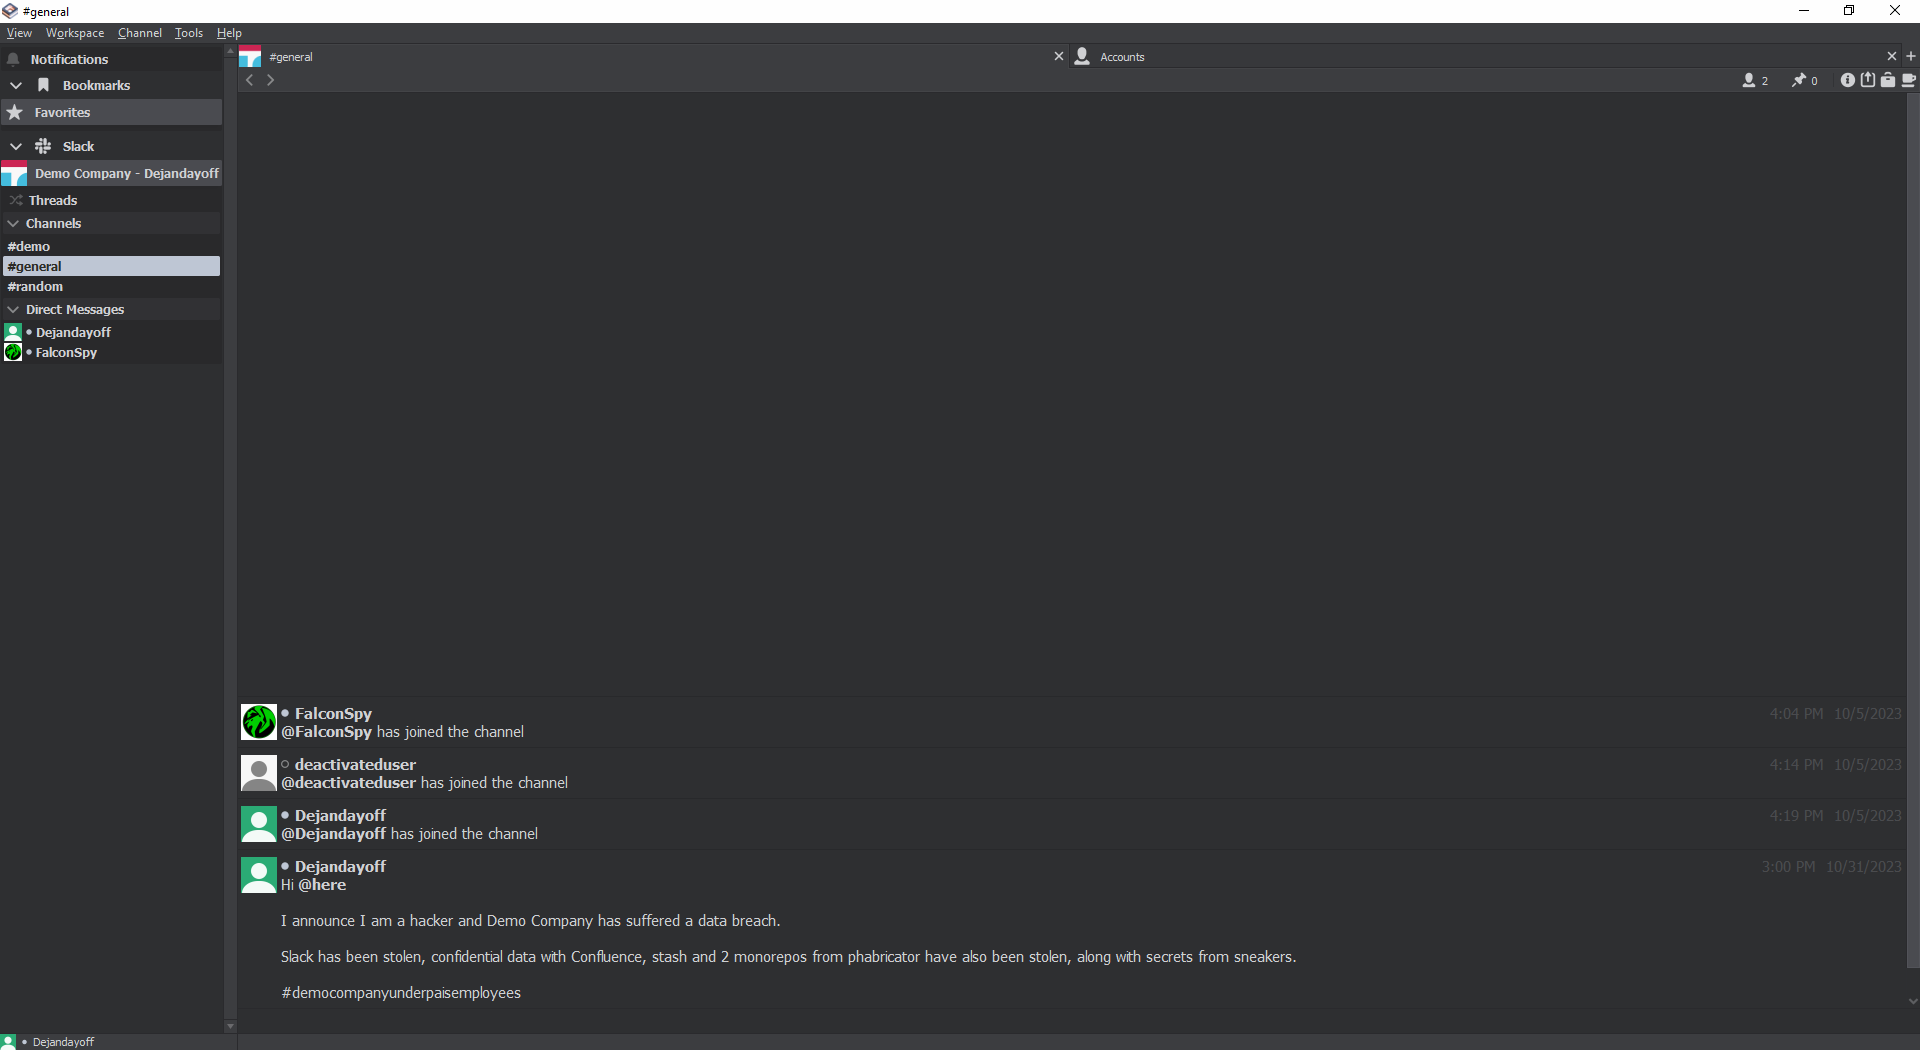 #general
View Workspace Channel Tools Help
Notifications
Bookmarks
Favorites
Slack
Demo Company - Dejandayoff
Threads
Channels
#demo
#general
#random
Direct Messages
Dejandayoff
FalconSpy
#general
Accounts
2 0
FalconSpy 4:04 PM 10/5/2023
@FalconSpy has joined the channel
deactivateduser 4:14 PM 10/5/2023
@deactivateduser has joined the channel
Dejandayoff 4:19 PM 10/5/2023
@Dejandayoff has joined the channel
Dejandayoff 3:00 PM 10/31/2023
Hi @here
I announce I am a hacker and Demo Company has suffered a data breach.
Slack has been stolen, confidential data with Confluence, stash and 2 monorepos from phabricator have also been stolen, along with secrets from sneakers.
#democompanyunderpaisemployees
Dejandayoff